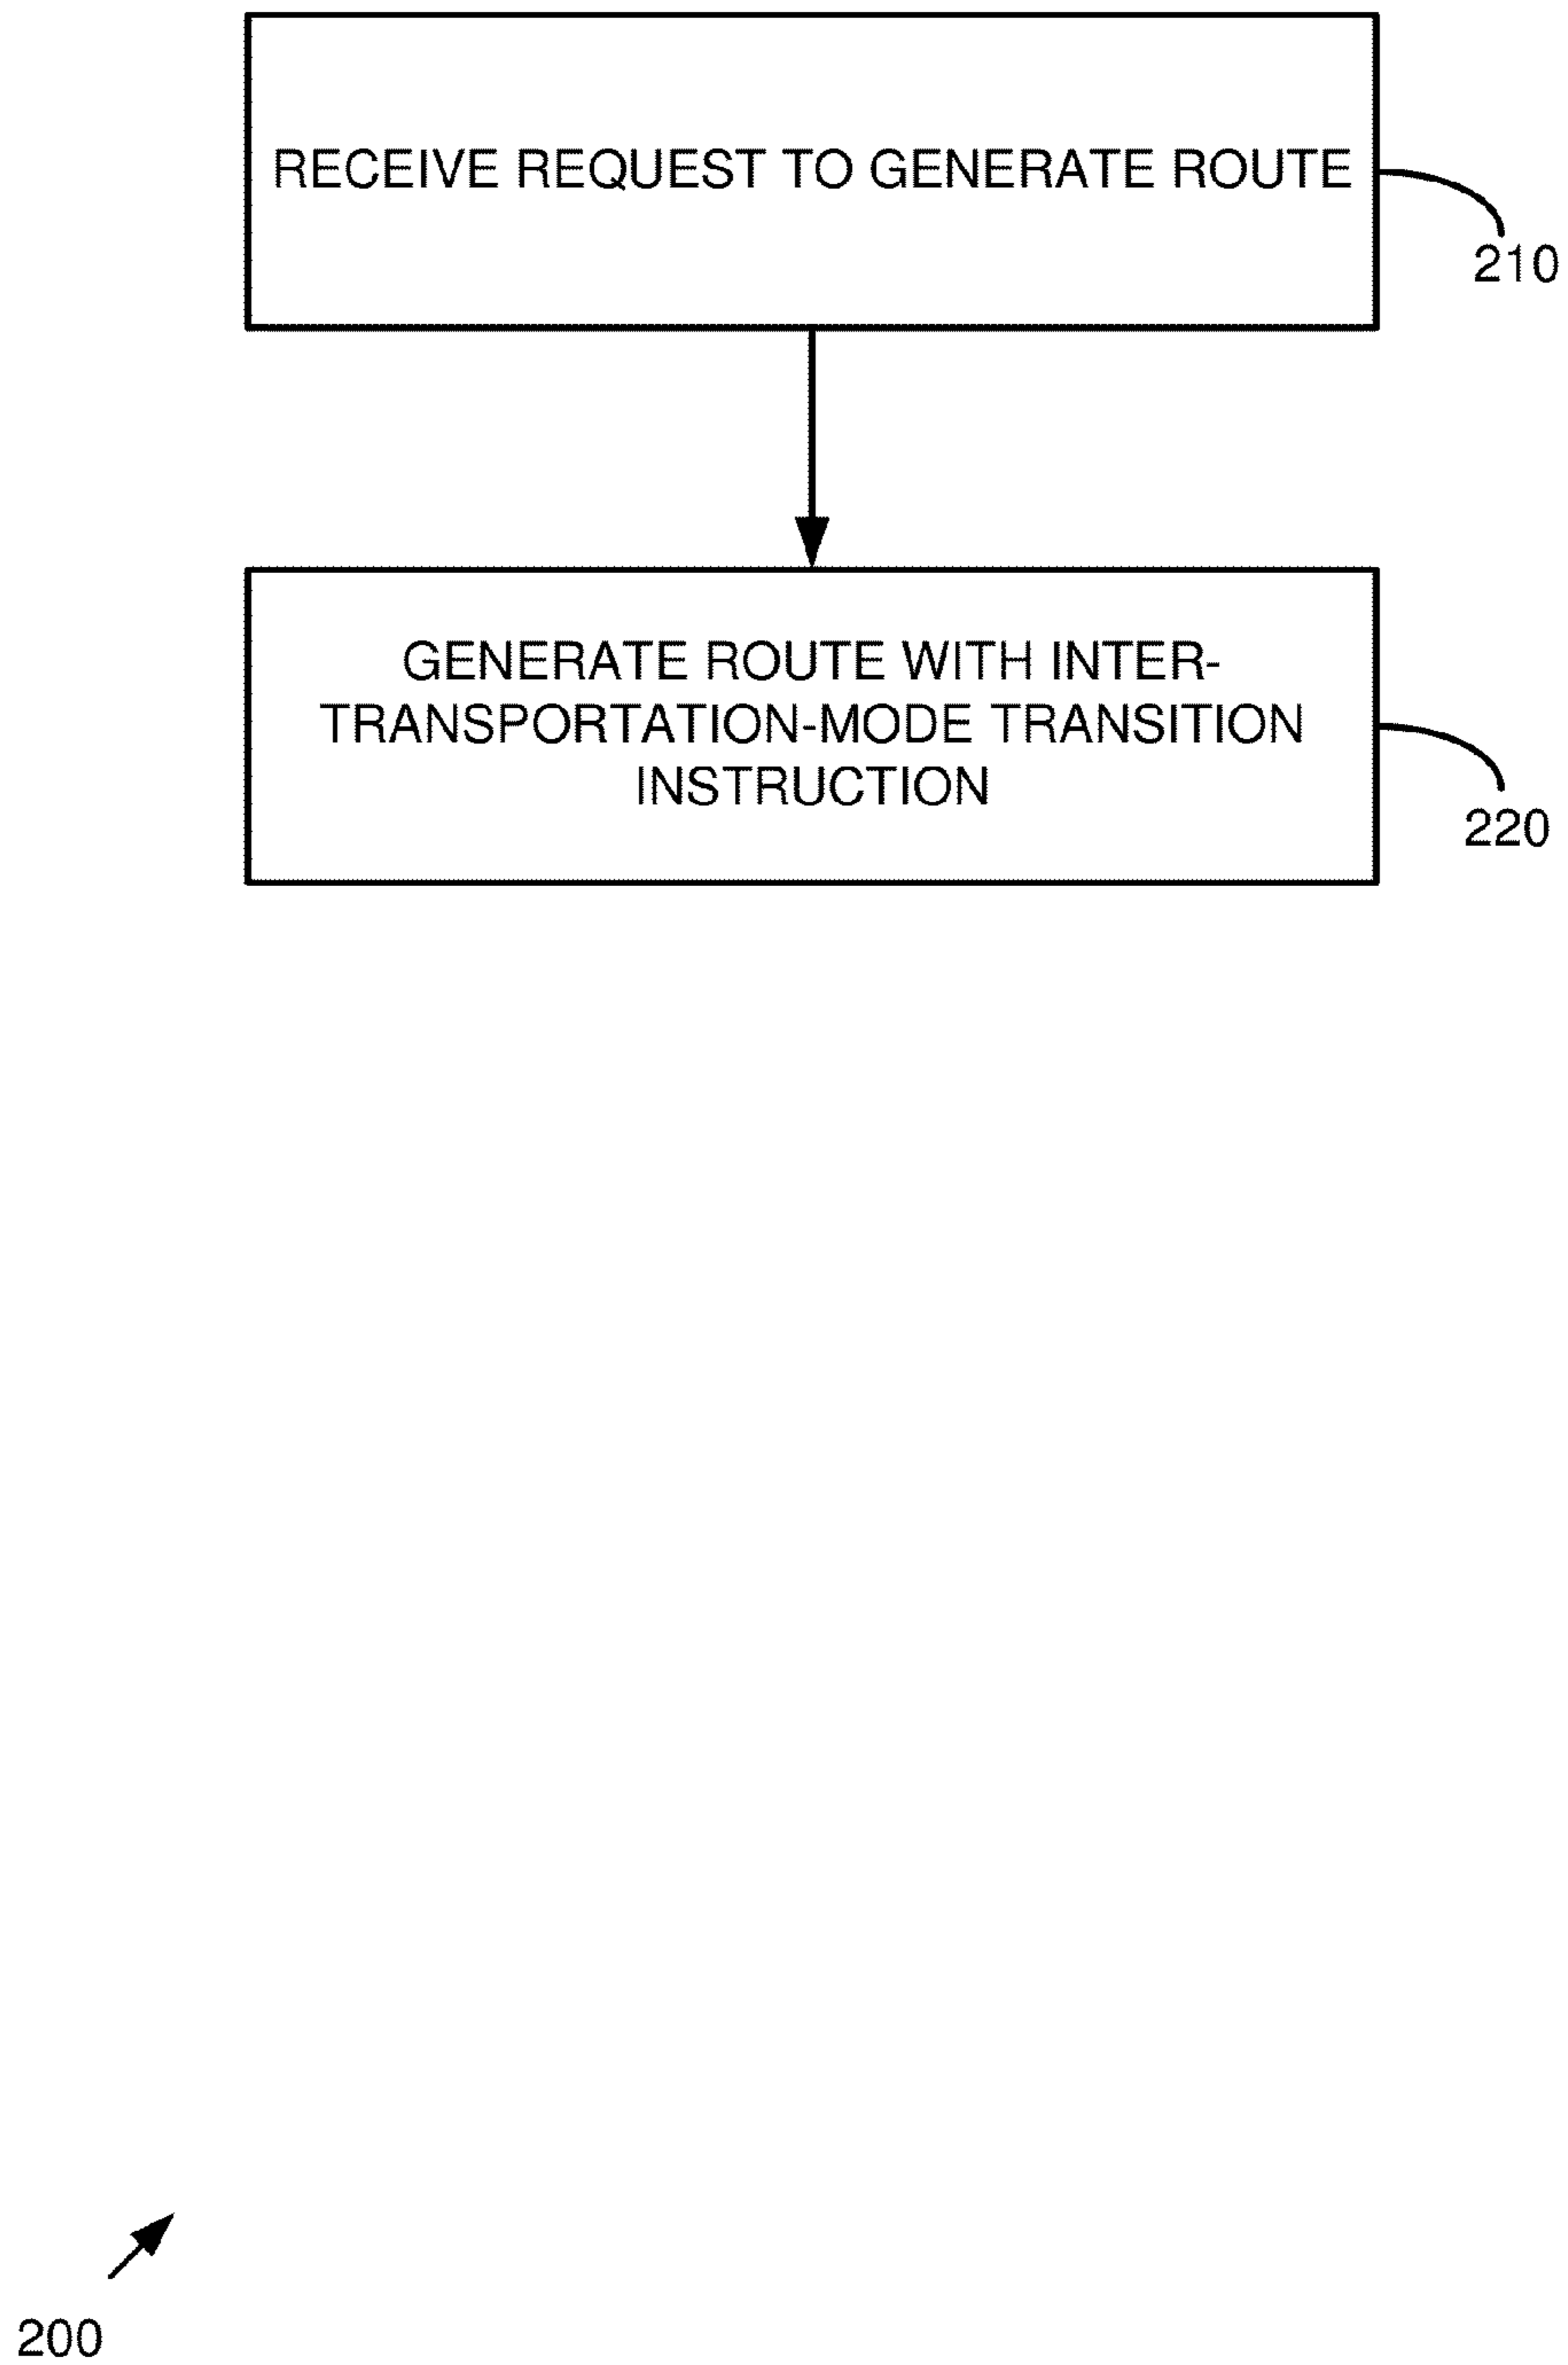 RECEIVE REQUEST TO GENERATE ROUTE
210
GENERATE ROUTE WITH INTER-
TRANSPORTATION-MODE TRANSITION
INSTRUCTION
220
200